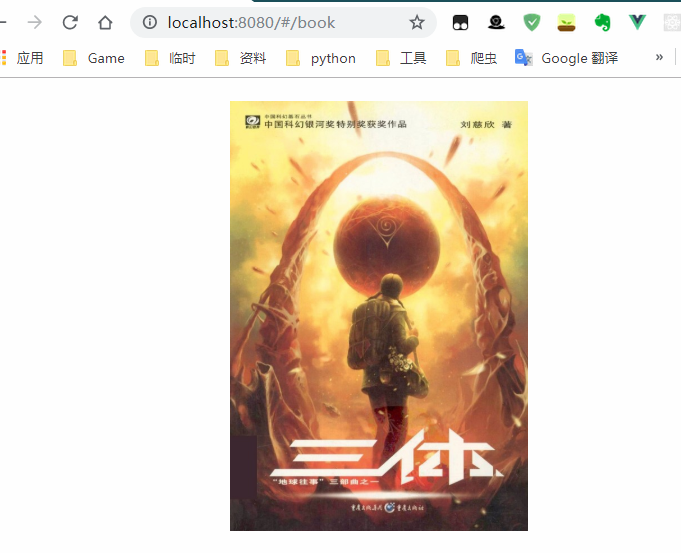 localhost:8080/#/book
应用 Game 临时 资料 python 工具 爬虫 Google 翻译 »
中国科幻基石丛书
中国科幻银河奖特别奖获奖作品 刘慈欣 著
三体
“地球往事”三部曲之一
重庆出版集团 重庆出版社